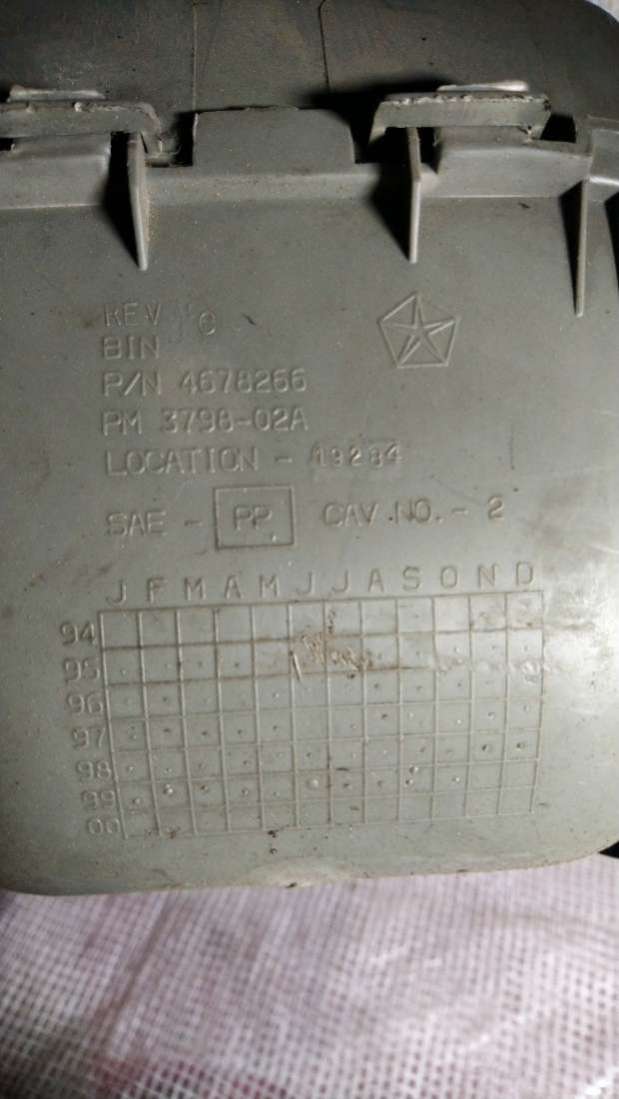 REV C
BIN
P/N 4678266
PM 3798-02A
LOCATION - 19284
SAE - PP CAV.NO.- 2
J F M A M J J A S O N D
94
95
96
97
98
99
00